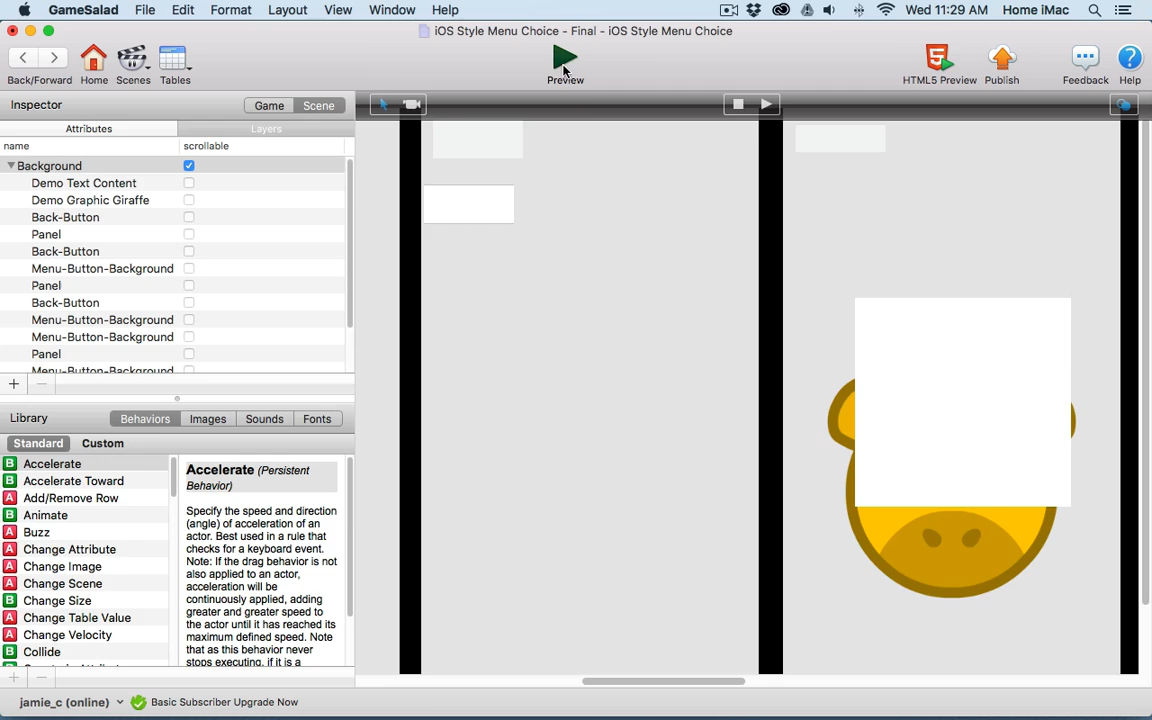 GameSalad File Edit Format Layout View Window Help Wed 11:29 AM Home iMac
iOS Style Menu Choice - Final - iOS Style Menu Choice
Back/Forward Home Scenes Tables Preview HTML5 Preview Publish Feedback Help
Inspector Game Scene
Attributes Layers
name scrollable
Background
Demo Text Content
Demo Graphic Giraffe
Back-Button
Panel
Back-Button
Menu-Button-Background
Panel
Back-Button
Menu-Button-Background
Menu-Button-Background
Panel
Menu-Button-Background
Library Behaviors Images Sounds Fonts
Standard Custom
B Accelerate
B Accelerate Toward
A Add/Remove Row
B Animate
A Buzz
A Change Attribute
A Change Image
A Change Scene
B Change Size
A Change Table Value
A Change Velocity
B Collide
Accelerate (Persistent
Behavior)
Specify the speed and direction
(angle) of acceleration of an
actor. Best used in a rule that
checks for a keyboard event.
Note: If the drag behavior is not
also applied to an actor,
acceleration will be
continuously applied, adding
greater and greater speed to
the actor until it has reached its
maximum defined speed. Note
that as this behavior never
stops executing, if it is a
jamie_c (online) Basic Subscriber Upgrade Now